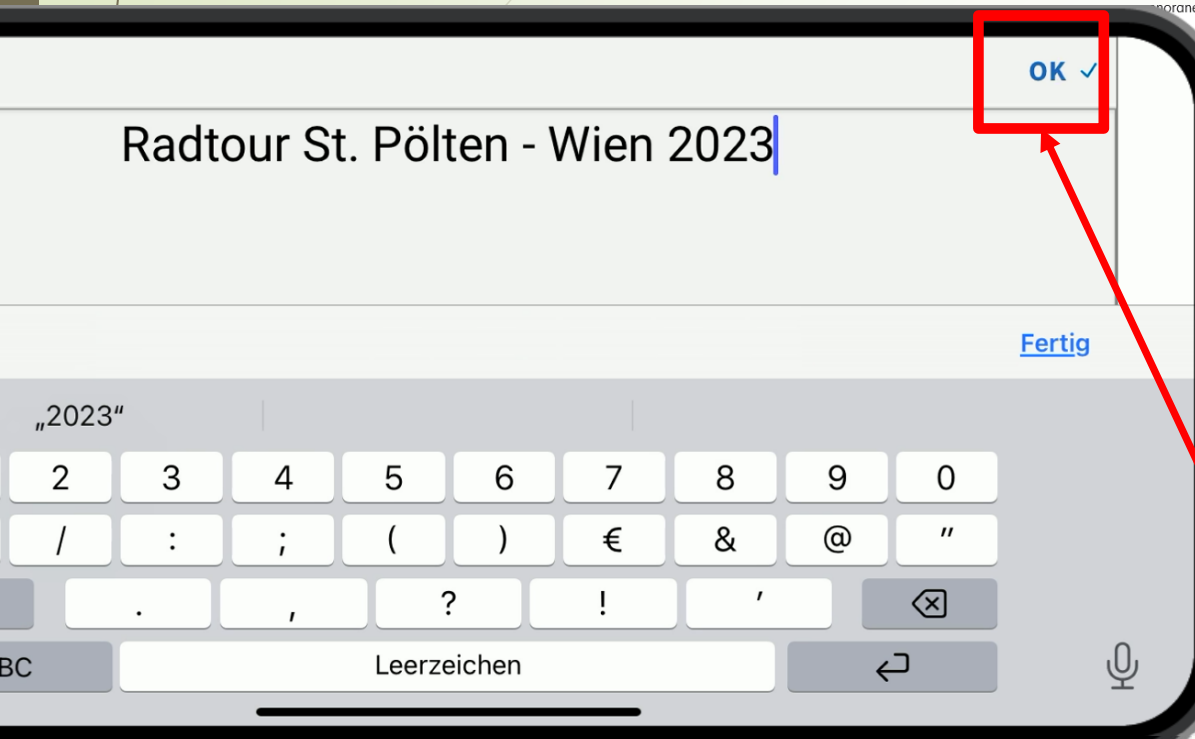 OK ✓
Radtour St. Pölten - Wien 2023
Fertig
„2023“
2 3 4 5 6 7 8 9 0
/ : ; ( ) € & @ "
. , ? ! '
BC Leerzeichen